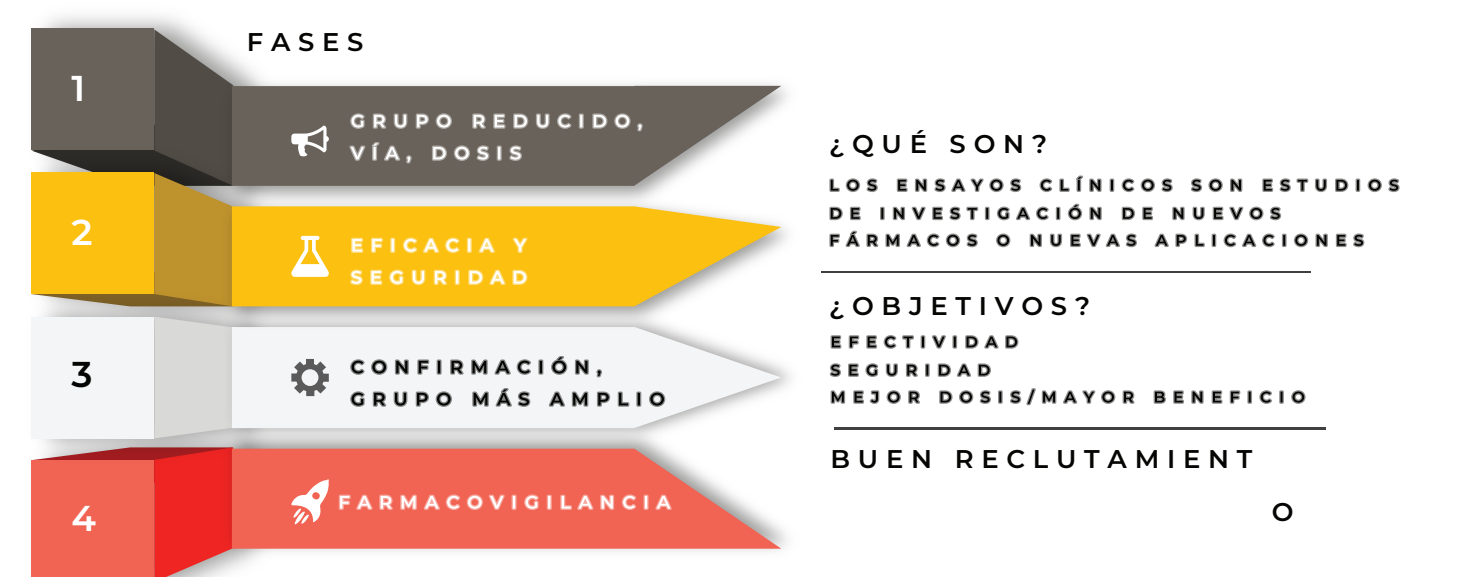 FASES
1
GRUPO REDUCIDO,
VÍA, DOSIS
2
EFICACIA Y
SEGURIDAD
3
CONFIRMACIÓN,
GRUPO MÁS AMPLIO
4
FARMACOVIGILANCIA
¿QUÉ SON?
LOS ENSAYOS CLÍNICOS SON ESTUDIOS
DE INVESTIGACIÓN DE NUEVOS
FÁRMACOS O NUEVAS APLICACIONES
¿OBJETIVOS?
EFECTIVIDAD
SEGURIDAD
MEJOR DOSIS/MAYOR BENEFICIO
BUEN RECLUTAMIENT
O